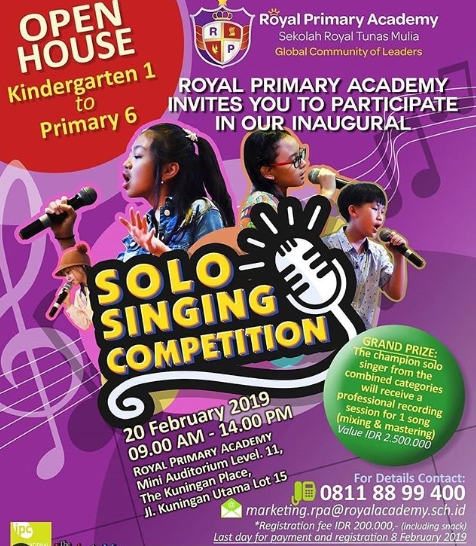 OPEN
HOUSE
Kindergarten 1
to
Primary 6
RSTP
Royal Primary Academy
Sekolah Royal Tunas Mulia
Global Community of Leaders
ROYAL PRIMARY ACADEMY
INVITES YOU TO PARTICIPATE
IN OUR INAUGURAL
SOLO
SINGING
COMPETITION
GRAND PRIZE:
The champion solo
singer from the
combined categories
will receive a
professional recording
session for 1 song
(mixing & mastering)
Value IDR 2.500.000
20 February 2019
09.00 AM - 14.00 PM
ROYAL PRIMARY ACADEMY
Mini Auditorium Level. 11,
The Kuningan Place,
Jl. Kuningan Utama Lot 15
For Details Contact:
0811 88 99 400
marketing.rpa@royalacademy.sch.id
*Registration fee IDR 200.000,- (including snack)
Last day for payment and registration 8 February 2019
ipc